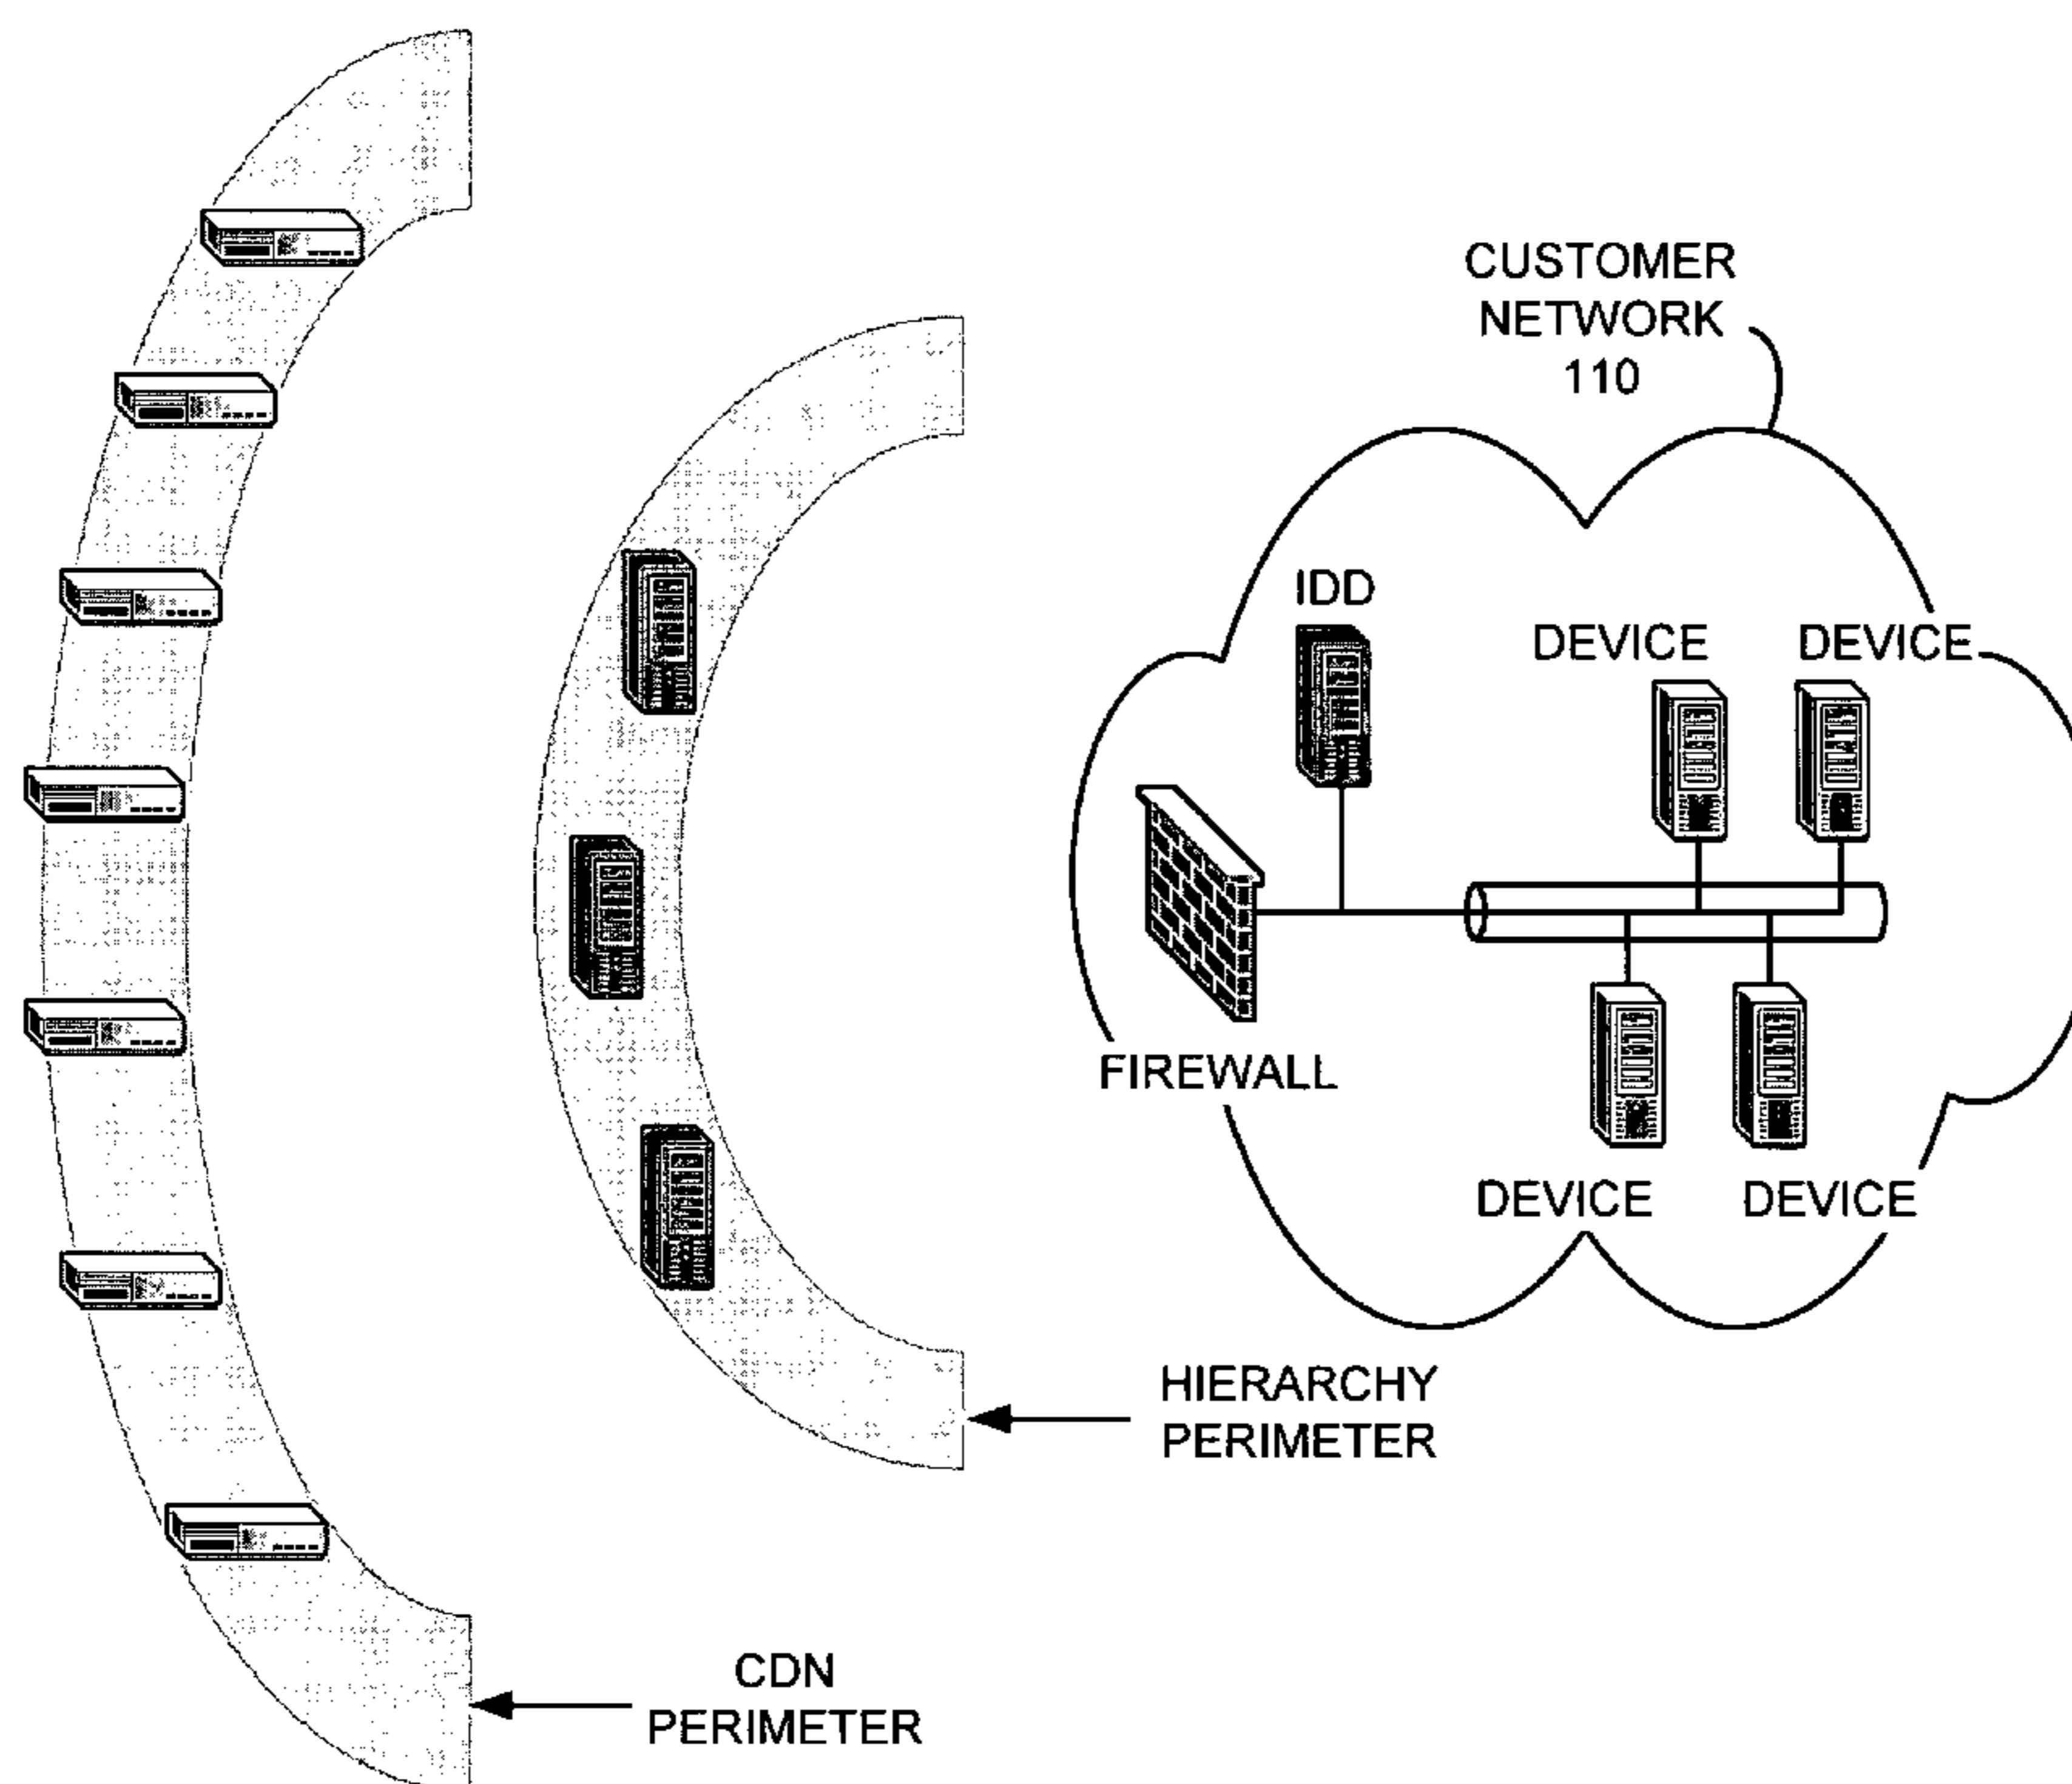 CUSTOMER
NETWORK
110
IDD
DEVICE
DEVICE
FIREWALL
DEVICE
DEVICE
HIERARCHY
PERIMETER
CDN
PERIMETER